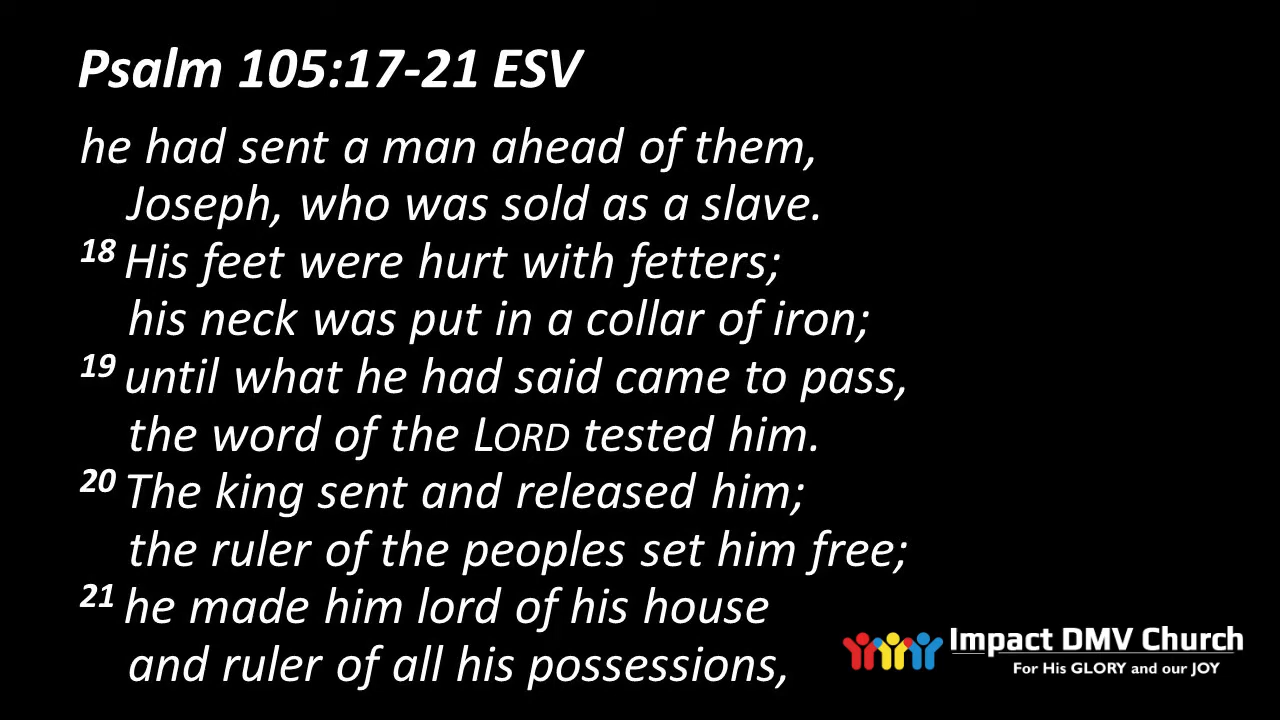 Psalm 105:17-21 ESV
he had sent a man ahead of them,
Joseph, who was sold as a slave.
18 His feet were hurt with fetters;
his neck was put in a collar of iron;
19 until what he had said came to pass,
the word of the LORD tested him.
20 The king sent and released him;
the ruler of the peoples set him free;
21 he made him lord of his house
and ruler of all his possessions,
Impact DMV Church
For His GLORY and our JOY